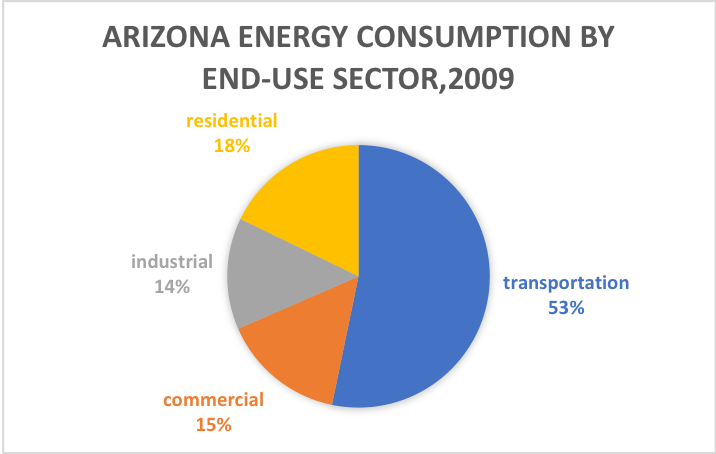 ARIZONA ENERGY CONSUMPTION BY
END-USE SECTOR,2009
residential
18%
industrial
14%
transportation
53%
commercial
15%